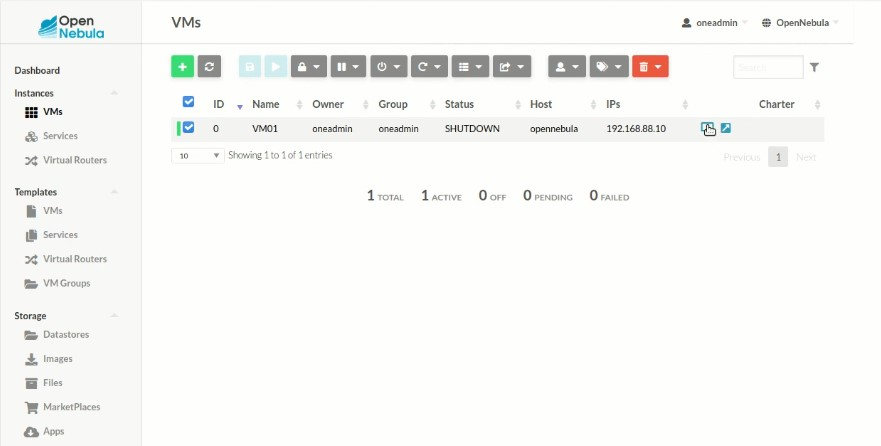 Open
Nebula
VMs
oneadmin
OpenNebula
Dashboard
Instances
VMs
Services
Virtual Routers
Templates
VMs
Services
Virtual Routers
VM Groups
Storage
Datastores
Images
Files
MarketPlaces
Apps
Search
ID Name Owner Group Status Host IPs Charter
0 VM01 oneadmin oneadmin SHUTDOWN opennebula 192.168.88.10
10 Showing 1 to 1 of 1 entries
Previous 1 Next
1 TOTAL 1 ACTIVE 0 OFF 0 PENDING 0 FAILED